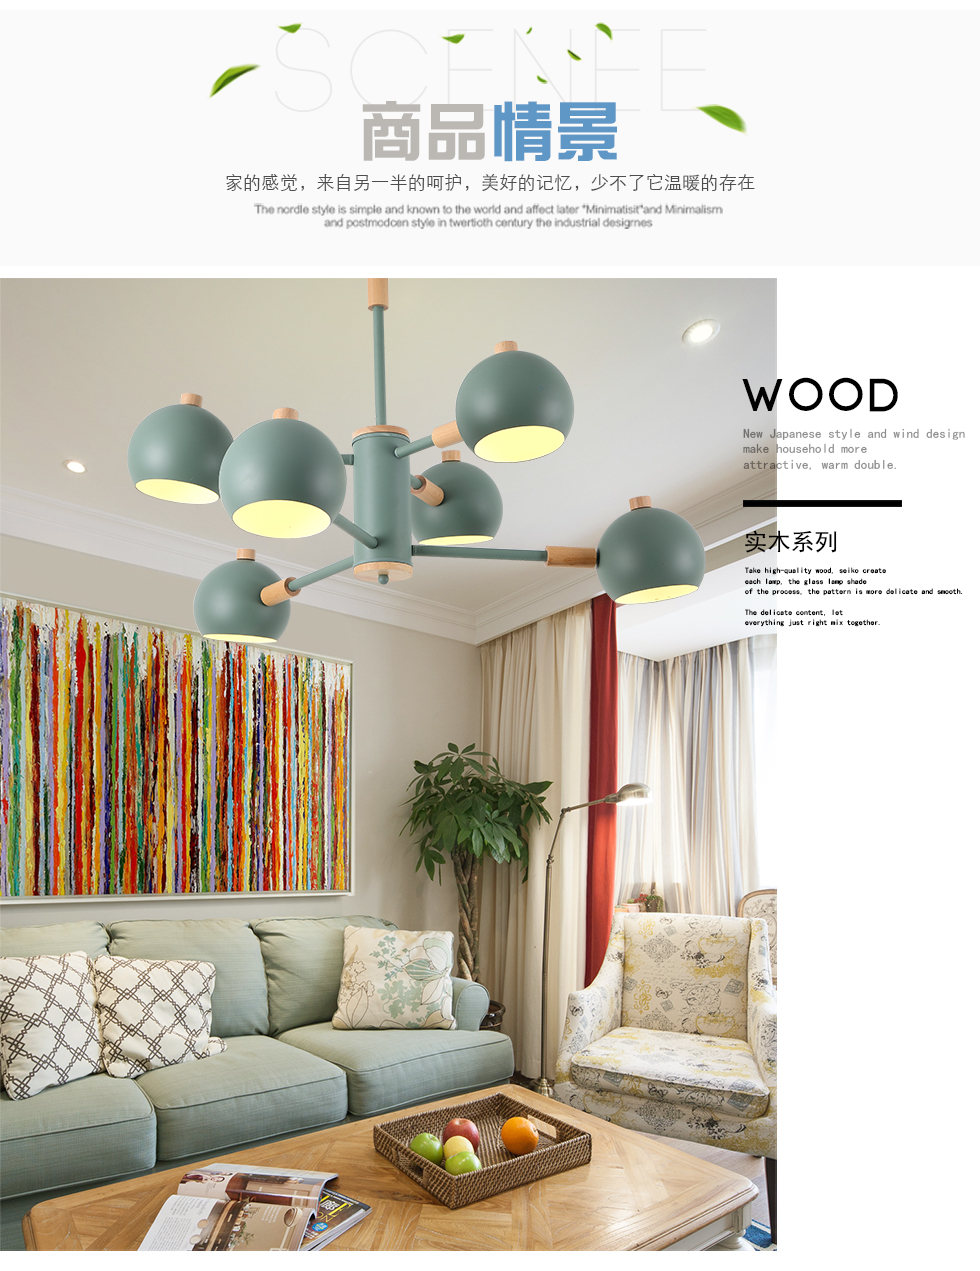 SCENEE
商品情景
家的感觉，来自另一半的呵护，美好的记忆，少不了它温暖的存在
The nordle style is simple and known to the world and affect later "Minimatisit"and Minimalism
and postmodcen style in twertioth century the industrial desigrnes
WOOD
New Japanese style and wind design
make household more
attractive, warm double.
实木系列
Take high-quality wood, seiko create
each lamp, the glass lamp shade
of the process, the pattern is more delicate and smooth.
The delicate content, let
everything just right mix together.